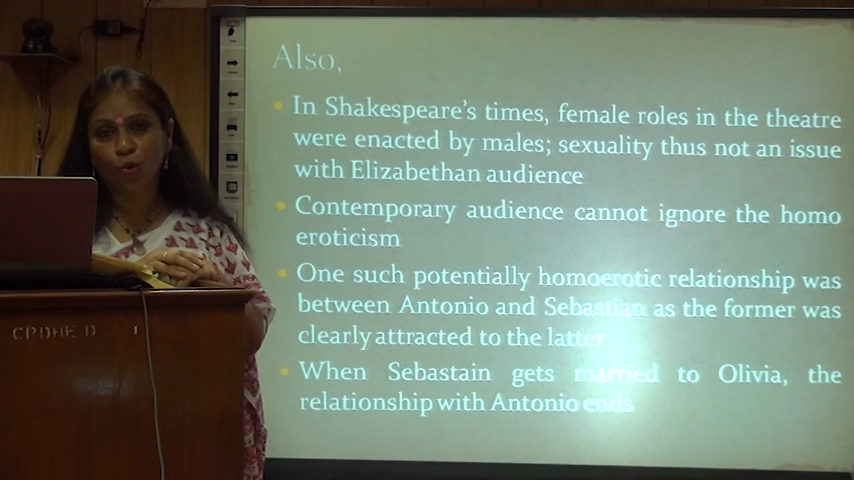 Also,
In Shakespeare's times, female roles in the theatre
were enacted by males; sexuality thus not an issue
with Elizabethan audience
Contemporary audience cannot ignore the homo
eroticism
One such potentially homoerotic relationship was
between Antonio and Sebastian as the former was
clearly attracted to the latter
When Sebastain gets married to Olivia, the
relationship with Antonio ends
CPDHE D 1